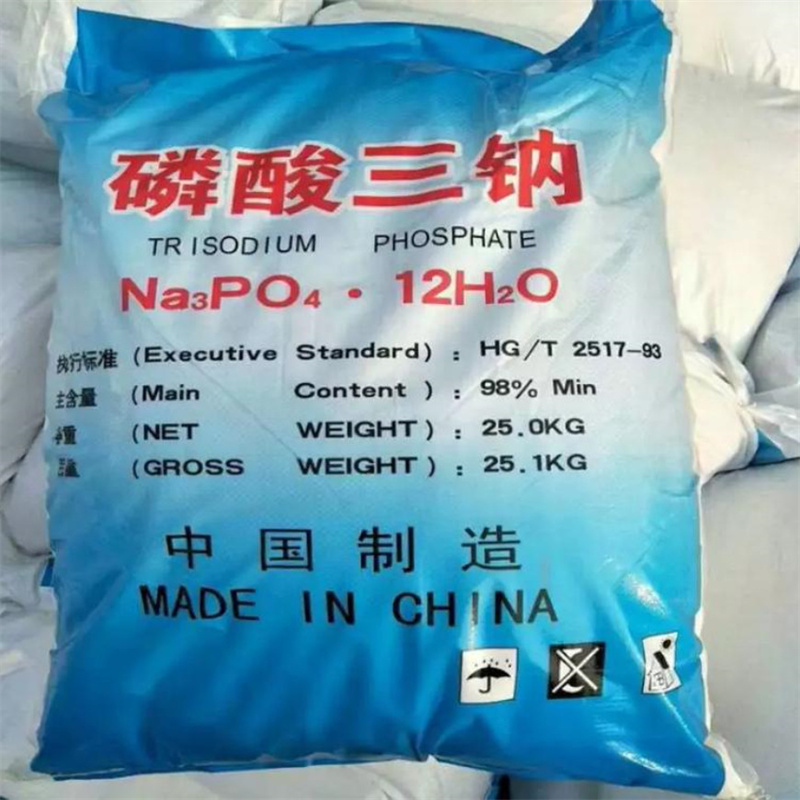 磷酸三钠
TRISODIUM PHOSPHATE
Na₃PO₄ · 12H₂O
执行标准 (Executive Standard) : HG/T 2517-93
主含量 (Main Content) : 98% Min
重 (NET WEIGHT) : 25.0KG
(GROSS WEIGHT) : 25.1KG
中国制造
MADE IN CHINA